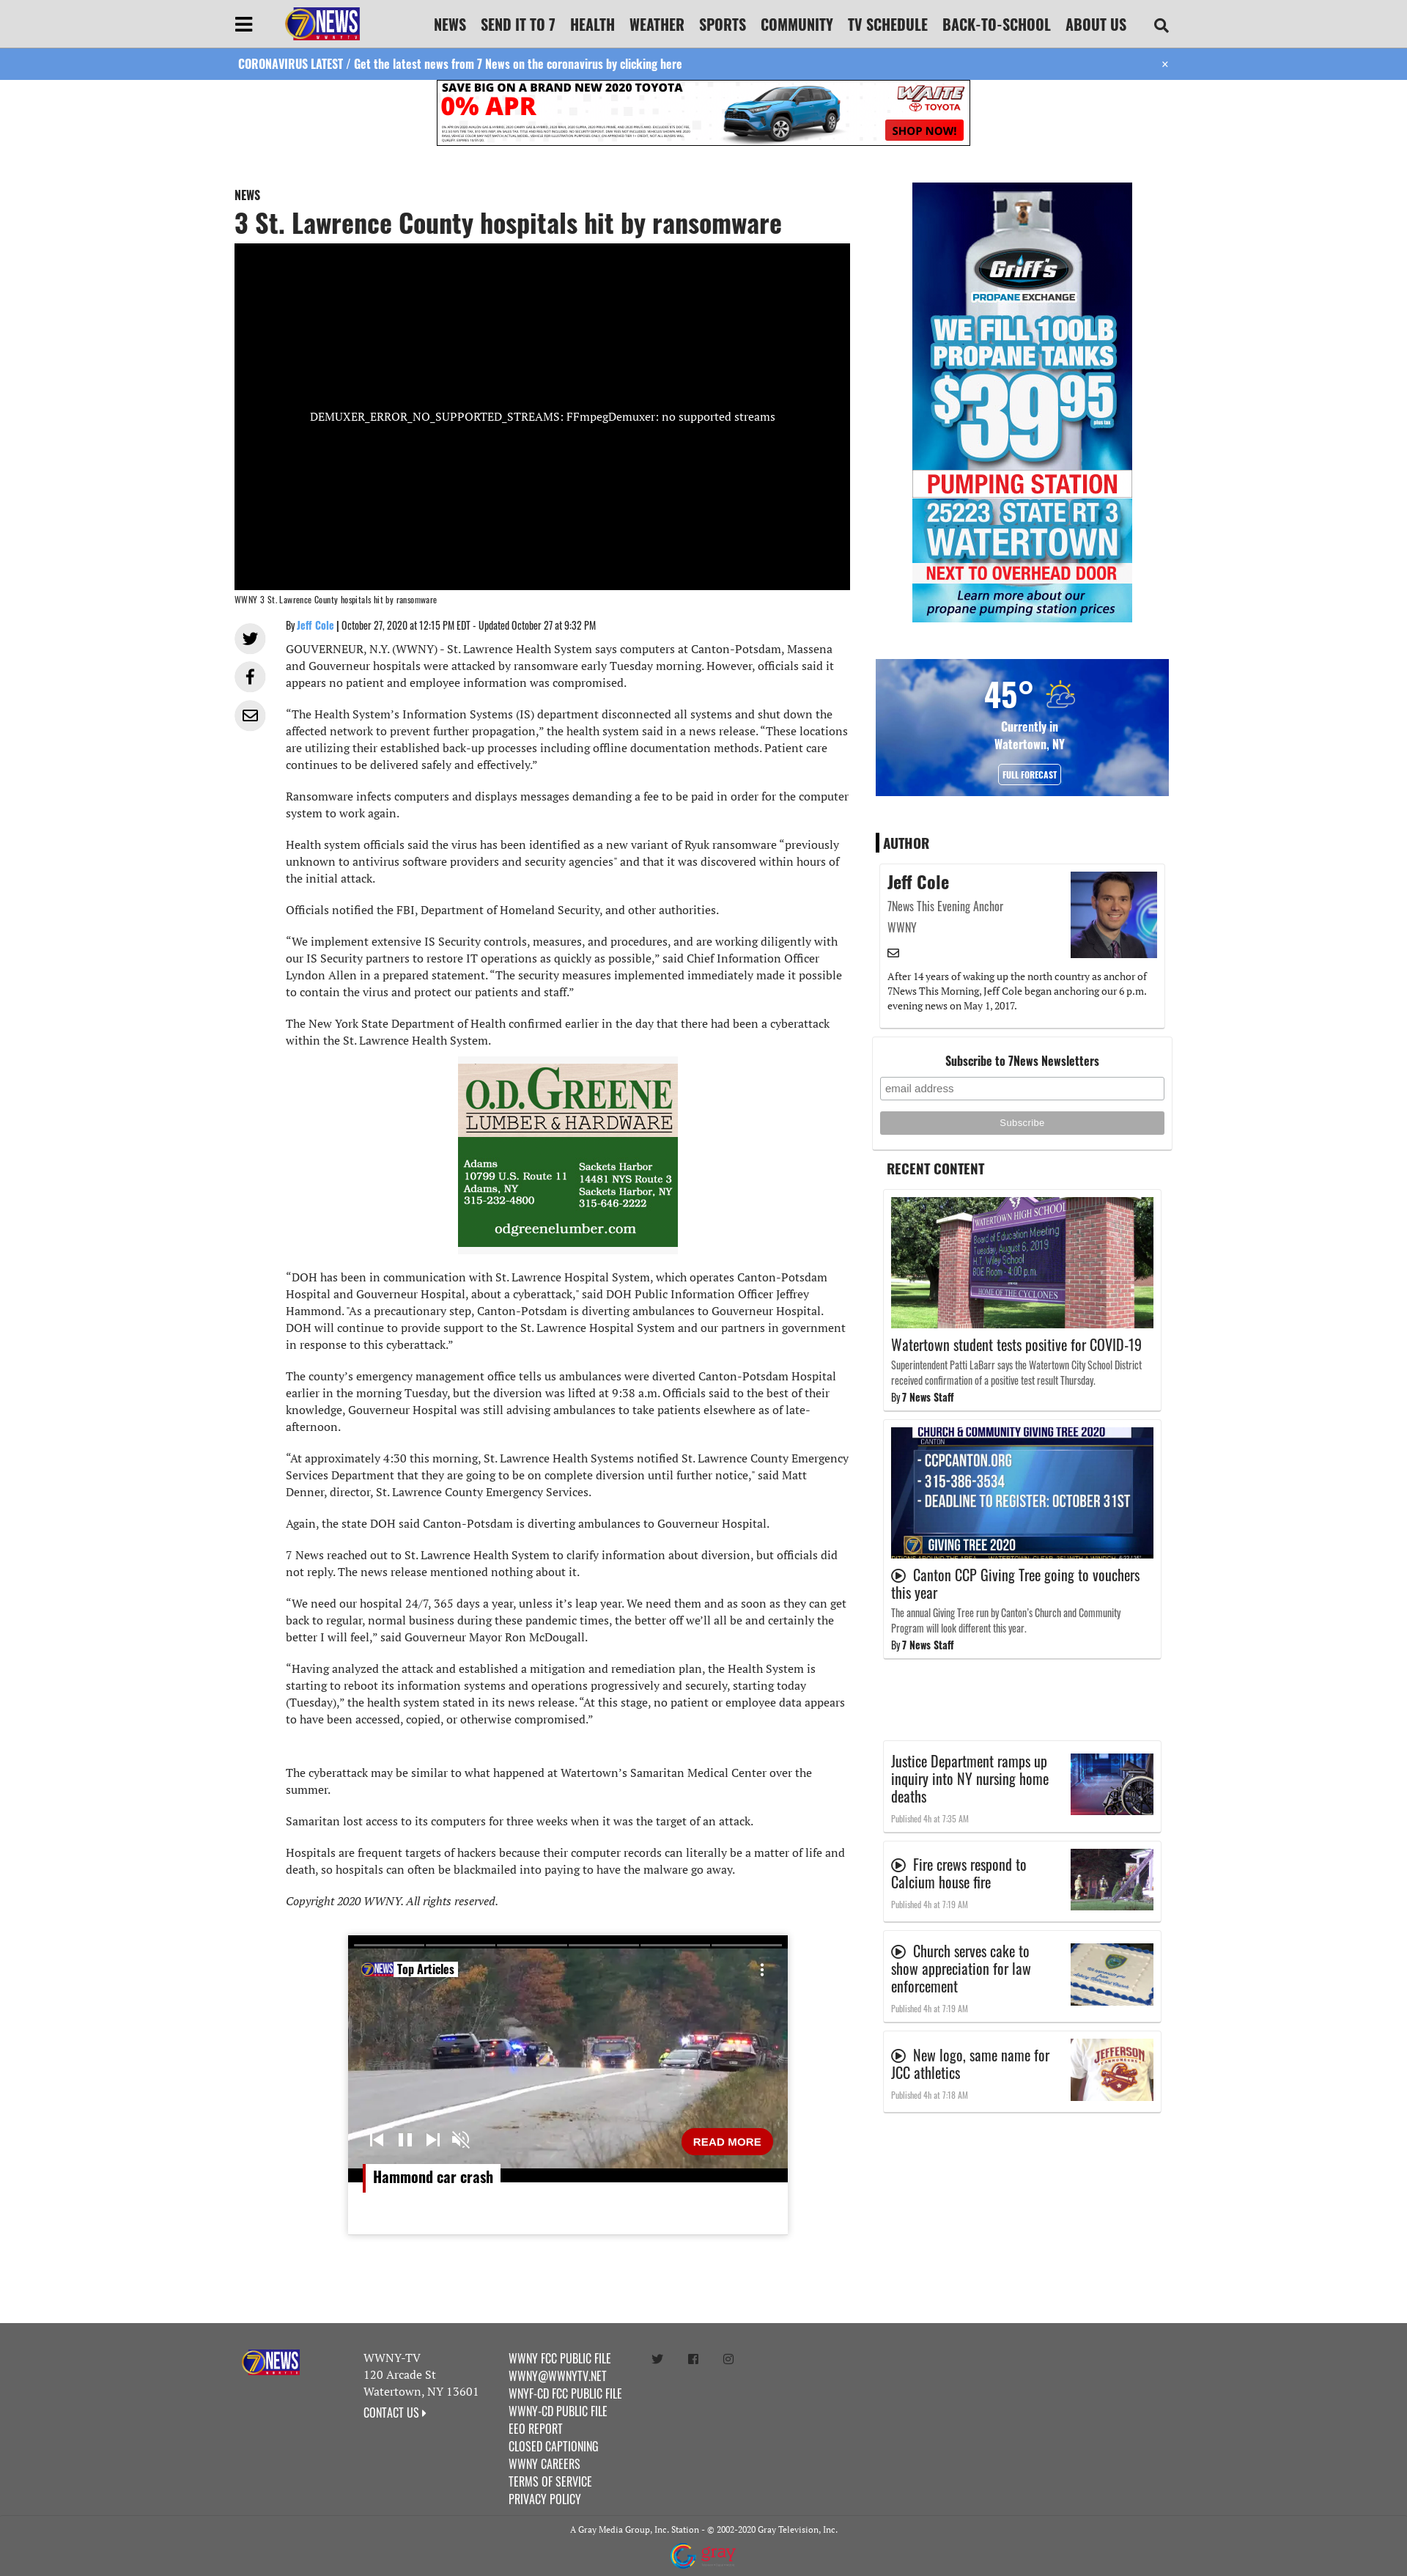 7 NEWS
WWNYTV
NEWS SEND IT TO 7 HEALTH WEATHER SPORTS COMMUNITY TV SCHEDULE BACK-TO-SCHOOL ABOUT US
CORONAVIRUS LATEST / Get the latest news from 7 News on the coronavirus by clicking here
×
SAVE BIG ON A BRAND NEW 2020 TOYOTA
0% APR
WAITE
TOYOTA
SHOP NOW!
NEWS
3 St. Lawrence County hospitals hit by ransomware
DEMUXER_ERROR_NO_SUPPORTED_STREAMS: FFmpegDemuxer: no supported streams
WWNY 3 St. Lawrence County hospitals hit by ransomware
By Jeff Cole | October 27, 2020 at 12:15 PM EDT - Updated October 27 at 9:32 PM
GOUVERNEUR, N.Y. (WWNY) - St. Lawrence Health System says computers at Canton-Potsdam, Massena
and Gouverneur hospitals were attacked by ransomware early Tuesday morning. However, officials said it
appears no patient and employee information was compromised.
“The Health System’s Information Systems (IS) department disconnected all systems and shut down the
affected network to prevent further propagation,” the health system said in a news release. “These locations
are utilizing their established back-up processes including offline documentation methods. Patient care
continues to be delivered safely and effectively.”
Ransomware infects computers and displays messages demanding a fee to be paid in order for the computer
system to work again.
Health system officials said the virus has been identified as a new variant of Ryuk ransomware “previously
unknown to antivirus software providers and security agencies" and that it was discovered within hours of
the initial attack.
Officials notified the FBI, Department of Homeland Security, and other authorities.
“We implement extensive IS Security controls, measures, and procedures, and are working diligently with
our IS Security partners to restore IT operations as quickly as possible,” said Chief Information Officer
Lyndon Allen in a prepared statement. “The security measures implemented immediately made it possible
to contain the virus and protect our patients and staff.”
The New York State Department of Health confirmed earlier in the day that there had been a cyberattack
within the St. Lawrence Health System.
O.D. GREENE
LUMBER & HARDWARE
Adams
10799 U.S. Route 11
Adams, NY
315-232-4800
Sackets Harbor
14481 NYS Route 3
Sackets Harbor, NY
315-646-2222
odgreenelumber.com
“DOH has been in communication with St. Lawrence Hospital System, which operates Canton-Potsdam
Hospital and Gouverneur Hospital, about a cyberattack," said DOH Public Information Officer Jeffrey
Hammond. "As a precautionary step, Canton-Potsdam is diverting ambulances to Gouverneur Hospital.
DOH will continue to provide support to the St. Lawrence Hospital System and our partners in government
in response to this cyberattack.”
The county’s emergency management office tells us ambulances were diverted Canton-Potsdam Hospital
earlier in the morning Tuesday, but the diversion was lifted at 9:38 a.m. Officials said to the best of their
knowledge, Gouverneur Hospital was still advising ambulances to take patients elsewhere as of late-
afternoon.
“At approximately 4:30 this morning, St. Lawrence Health Systems notified St. Lawrence County Emergency
Services Department that they are going to be on complete diversion until further notice," said Matt
Denner, director, St. Lawrence County Emergency Services.
Again, the state DOH said Canton-Potsdam is diverting ambulances to Gouverneur Hospital.
7 News reached out to St. Lawrence Health System to clarify information about diversion, but officials did
not reply. The news release mentioned nothing about it.
“We need our hospital 24/7, 365 days a year, unless it’s leap year. We need them and as soon as they can get
back to regular, normal business during these pandemic times, the better off we’ll all be and certainly the
better I will feel,” said Gouverneur Mayor Ron McDougall.
“Having analyzed the attack and established a mitigation and remediation plan, the Health System is
starting to reboot its information systems and operations progressively and securely, starting today
(Tuesday),” the health system stated in its news release. “At this stage, no patient or employee data appears
to have been accessed, copied, or otherwise compromised.”
The cyberattack may be similar to what happened at Watertown’s Samaritan Medical Center over the
summer.
Samaritan lost access to its computers for three weeks when it was the target of an attack.
Hospitals are frequent targets of hackers because their computer records can literally be a matter of life and
death, so hospitals can often be blackmailed into paying to have the malware go away.
Copyright 2020 WWNY. All rights reserved.
7 NEWS
Top Articles
READ MORE
Hammond car crash
Griff's
PROPANE EXCHANGE
WE FILL 100LB
PROPANE TANKS
$39.95
plus tax
PUMPING STATION
25223 STATE RT 3
WATERTOWN
NEXT TO OVERHEAD DOOR
Learn more about our
propane pumping station prices
45°
Currently in
Watertown, NY
FULL FORECAST
AUTHOR
Jeff Cole
7News This Evening Anchor
WWNY
After 14 years of waking up the north country as anchor of
7News This Morning, Jeff Cole began anchoring our 6 p.m.
evening news on May 1, 2017.
Subscribe to 7News Newsletters
email address
Subscribe
RECENT CONTENT
WATERTOWN HIGH SCHOOL
Board of Education Meeting
Tuesday, August 6, 2019
H.T. Wiley School
BOE Room - 4:00 p.m.
HOME OF THE CYCLONES
Watertown student tests positive for COVID-19
Superintendent Patti LaBarr says the Watertown City School District
received confirmation of a positive test result Thursday.
By 7 News Staff
CHURCH & COMMUNITY GIVING TREE 2020
CANTON
- CCPCANTON.ORG
- 315-386-3534
- DEADLINE TO REGISTER: OCTOBER 31ST
7 GIVING TREE 2020
Canton CCP Giving Tree going to vouchers
this year
The annual Giving Tree run by Canton’s Church and Community
Program will look different this year.
By 7 News Staff
Justice Department ramps up
inquiry into NY nursing home
deaths
Published 4h at 7:35 AM
Fire crews respond to
Calcium house fire
Published 4h at 7:19 AM
Church serves cake to
show appreciation for law
enforcement
Published 4h at 7:19 AM
New logo, same name for
JCC athletics
Published 4h at 7:18 AM
JEFFERSON
7 NEWS
WWNYTV
WWNY-TV
120 Arcade St
Watertown, NY 13601
CONTACT US
WWNY FCC PUBLIC FILE
WWNY@WWNYTV.NET
WNYF-CD FCC PUBLIC FILE
WWNY-CD PUBLIC FILE
EEO REPORT
CLOSED CAPTIONING
WWNY CAREERS
TERMS OF SERVICE
PRIVACY POLICY
A Gray Media Group, Inc. Station - © 2002-2020 Gray Television, Inc.
gray